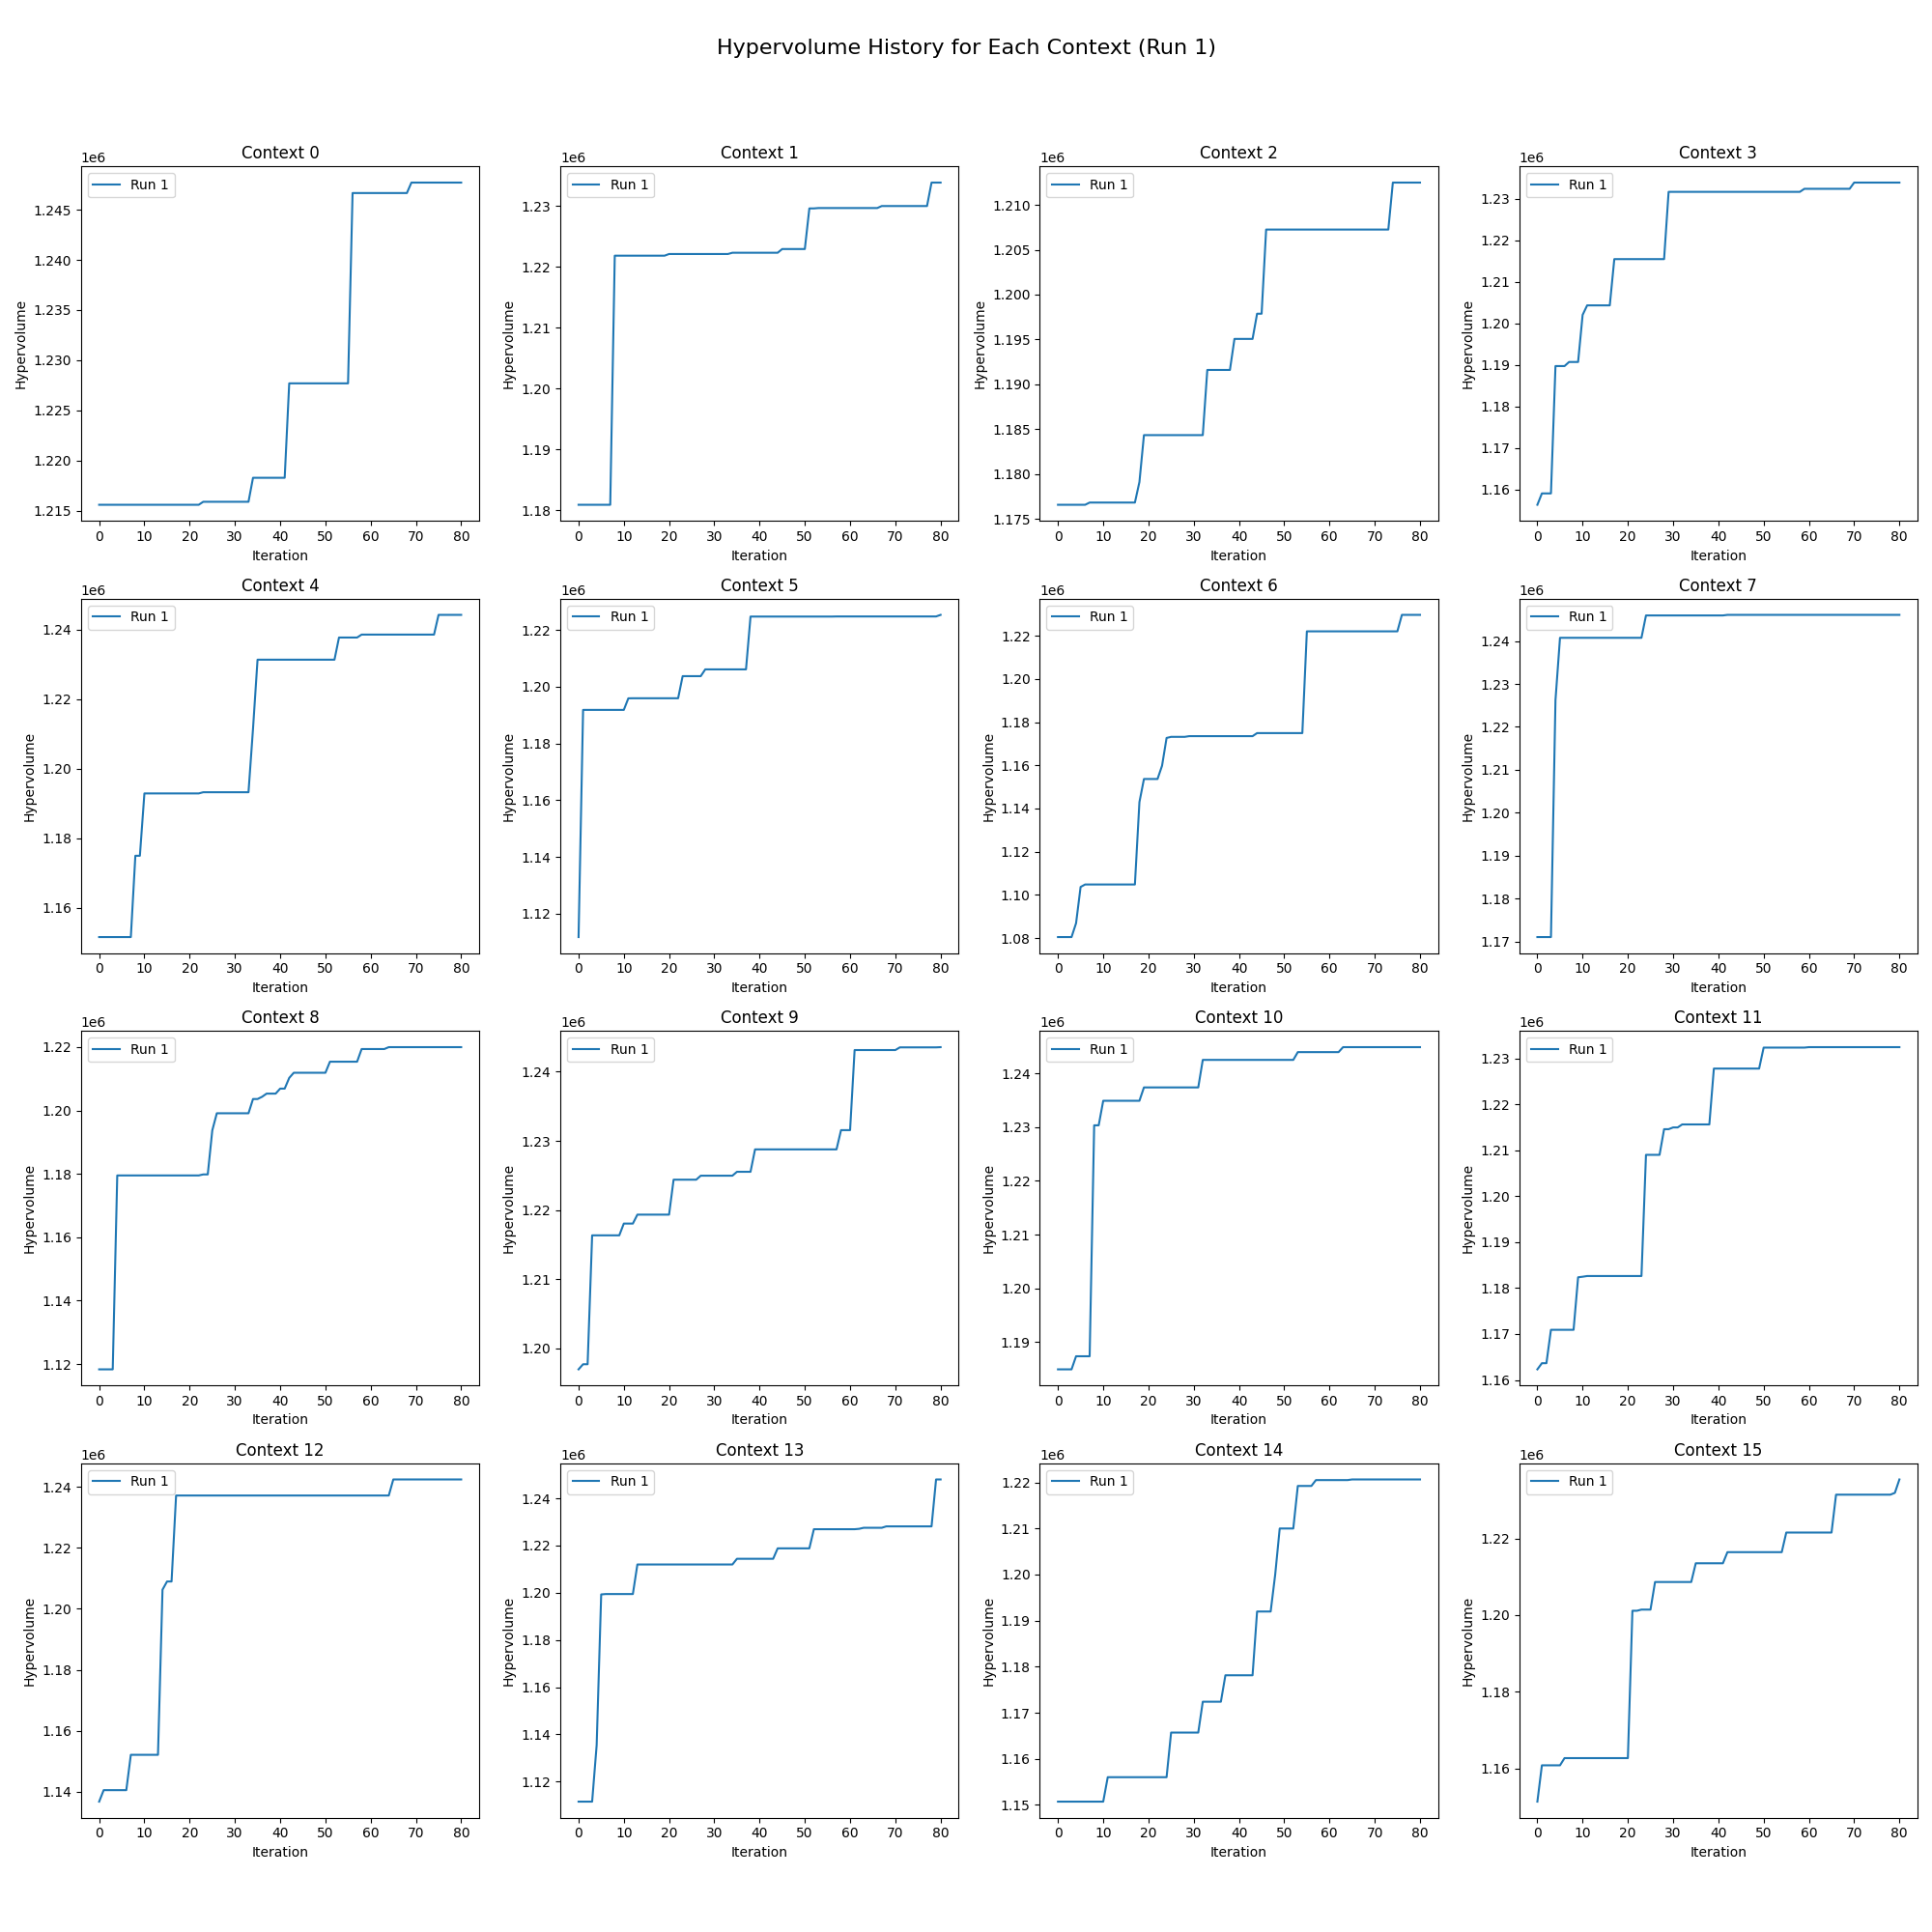 Hypervolume History for Each Context (Run 1)
Context 0
1e6
Run 1
Hypervolume
1.245
1.240
1.235
1.230
1.225
1.220
1.215
0 10 20 30 40 50 60 70 80
Iteration
Context 1
1e6
Run 1
Hypervolume
1.23
1.22
1.21
1.20
1.19
1.18
0 10 20 30 40 50 60 70 80
Iteration
Context 2
1e6
Run 1
Hypervolume
1.210
1.205
1.200
1.195
1.190
1.185
1.180
1.175
0 10 20 30 40 50 60 70 80
Iteration
Context 3
1e6
Run 1
Hypervolume
1.23
1.22
1.21
1.20
1.19
1.18
1.17
1.16
0 10 20 30 40 50 60 70 80
Iteration
Context 4
1e6
Run 1
Hypervolume
1.24
1.22
1.20
1.18
1.16
0 10 20 30 40 50 60 70 80
Iteration
Context 5
1e6
Run 1
Hypervolume
1.22
1.20
1.18
1.16
1.14
1.12
0 10 20 30 40 50 60 70 80
Iteration
Context 6
1e6
Run 1
Hypervolume
1.22
1.20
1.18
1.16
1.14
1.12
1.10
1.08
0 10 20 30 40 50 60 70 80
Iteration
Context 7
1e6
Run 1
Hypervolume
1.24
1.23
1.22
1.21
1.20
1.19
1.18
1.17
0 10 20 30 40 50 60 70 80
Iteration
Context 8
1e6
Run 1
Hypervolume
1.22
1.20
1.18
1.16
1.14
1.12
0 10 20 30 40 50 60 70 80
Iteration
Context 9
1e6
Run 1
Hypervolume
1.24
1.23
1.22
1.21
1.20
0 10 20 30 40 50 60 70 80
Iteration
Context 10
1e6
Run 1
Hypervolume
1.24
1.23
1.22
1.21
1.20
1.19
0 10 20 30 40 50 60 70 80
Iteration
Context 11
1e6
Run 1
Hypervolume
1.23
1.22
1.21
1.20
1.19
1.18
1.17
1.16
0 10 20 30 40 50 60 70 80
Iteration
Context 12
1e6
Run 1
Hypervolume
1.24
1.22
1.20
1.18
1.16
1.14
0 10 20 30 40 50 60 70 80
Iteration
Context 13
1e6
Run 1
Hypervolume
1.24
1.22
1.20
1.18
1.16
1.14
1.12
0 10 20 30 40 50 60 70 80
Iteration
Context 14
1e6
Run 1
Hypervolume
1.22
1.21
1.20
1.19
1.18
1.17
1.16
1.15
0 10 20 30 40 50 60 70 80
Iteration
Context 15
1e6
Run 1
Hypervolume
1.22
1.20
1.18
1.16
0 10 20 30 40 50 60 70 80
Iteration